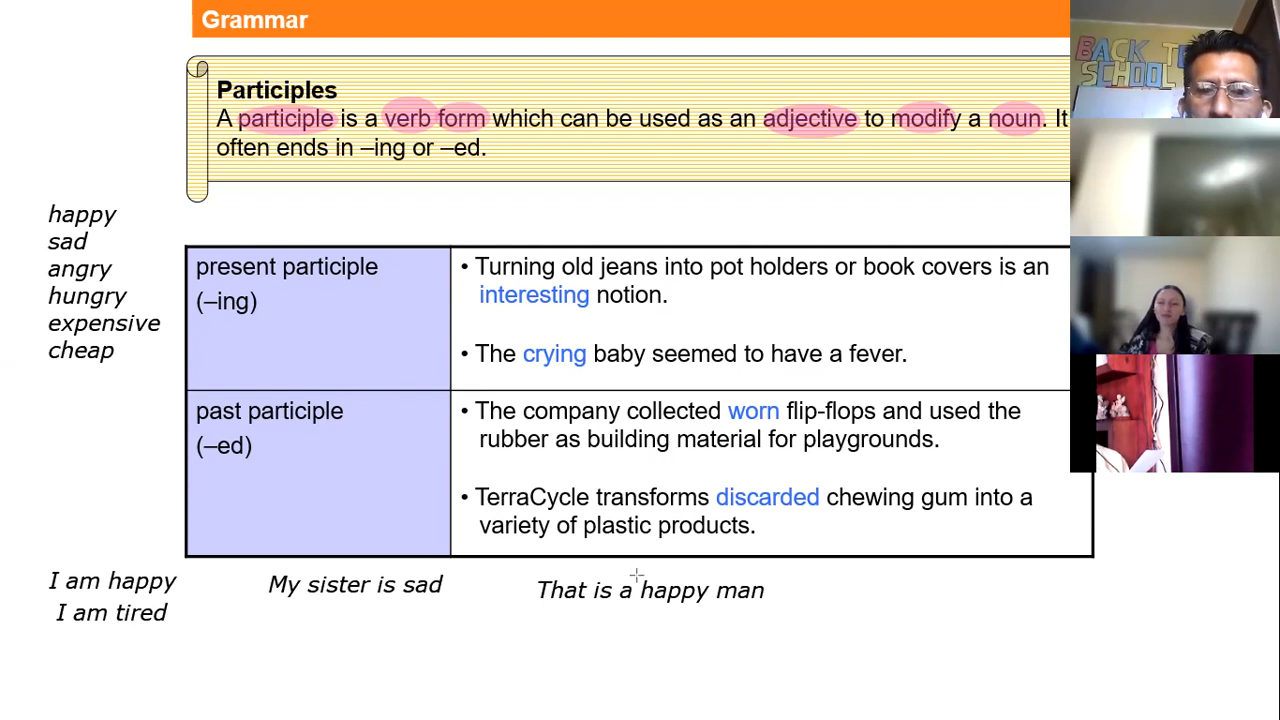 Grammar
Participles
A participle is a verb form which can be used as an adjective to modify a noun. It
often ends in –ing or –ed.
happy
sad
angry
hungry
expensive
cheap
present participle
(–ing)
• Turning old jeans into pot holders or book covers is an
interesting notion.
• The crying baby seemed to have a fever.
past participle
(–ed)
• The company collected worn flip-flops and used the
rubber as building material for playgrounds.
• TerraCycle transforms discarded chewing gum into a
variety of plastic products.
I am happy
I am tired
My sister is sad
That is a happy man
BACK TO
SCHOOL